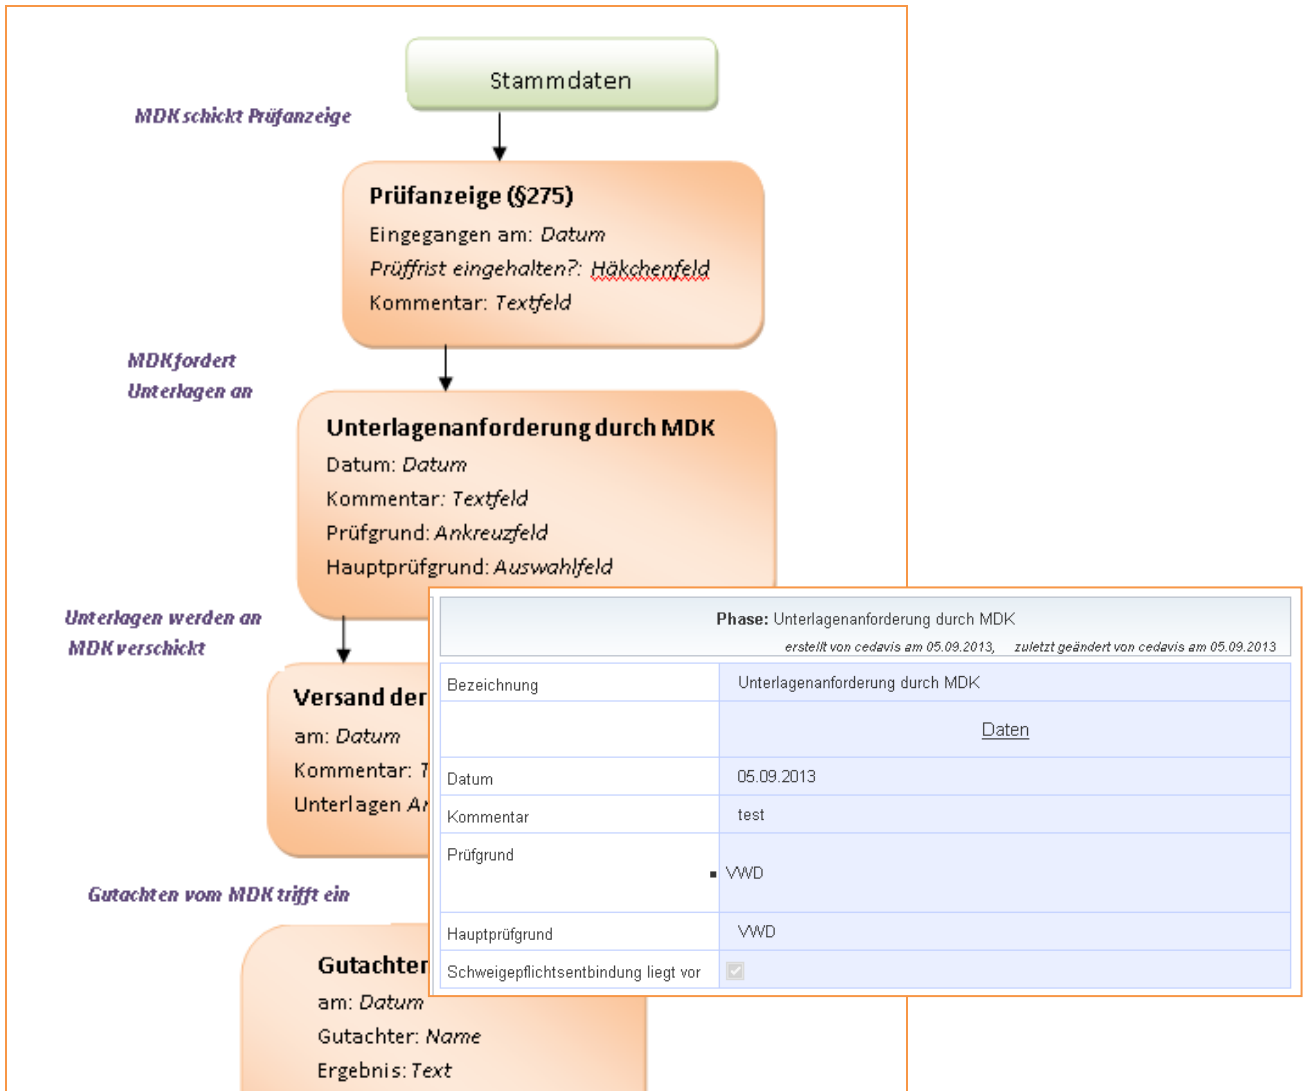 Stammdaten
MDK schickt Prüfanzeige
Prüfanzeige (§275)
Eingegangen am: Datum
Prüffrist eingehalten?: Häkchenfeld
Kommentar: Textfeld
MDK fordert
Unterlagen an
Unterlagenanforderung durch MDK
Datum: Datum
Kommentar: Textfeld
Prüfgrund: Ankreuzfeld
Hauptprüfgrund: Auswahlfeld
Unterlagen werden an
MDK verschickt
Versand der
am: Datum
Kommentar:
Unterlagen
Gutachten vom MDK trifft ein
am: Datum
Gutachter: Name
Ergebnis: Text
Phase: Unterlagenanforderung durch MDK
erstellt von cedavis am 05.09.2013, zuletzt geändert von cedavis am 05.09.2013
Bezeichnung Unterlagenanforderung durch MDK
Daten
Datum 05.09.2013
Kommentar test
Prüfgrund
▪ VWD
Hauptprüfgrund VWD
Schweigepflichtsentbindung liegt vor